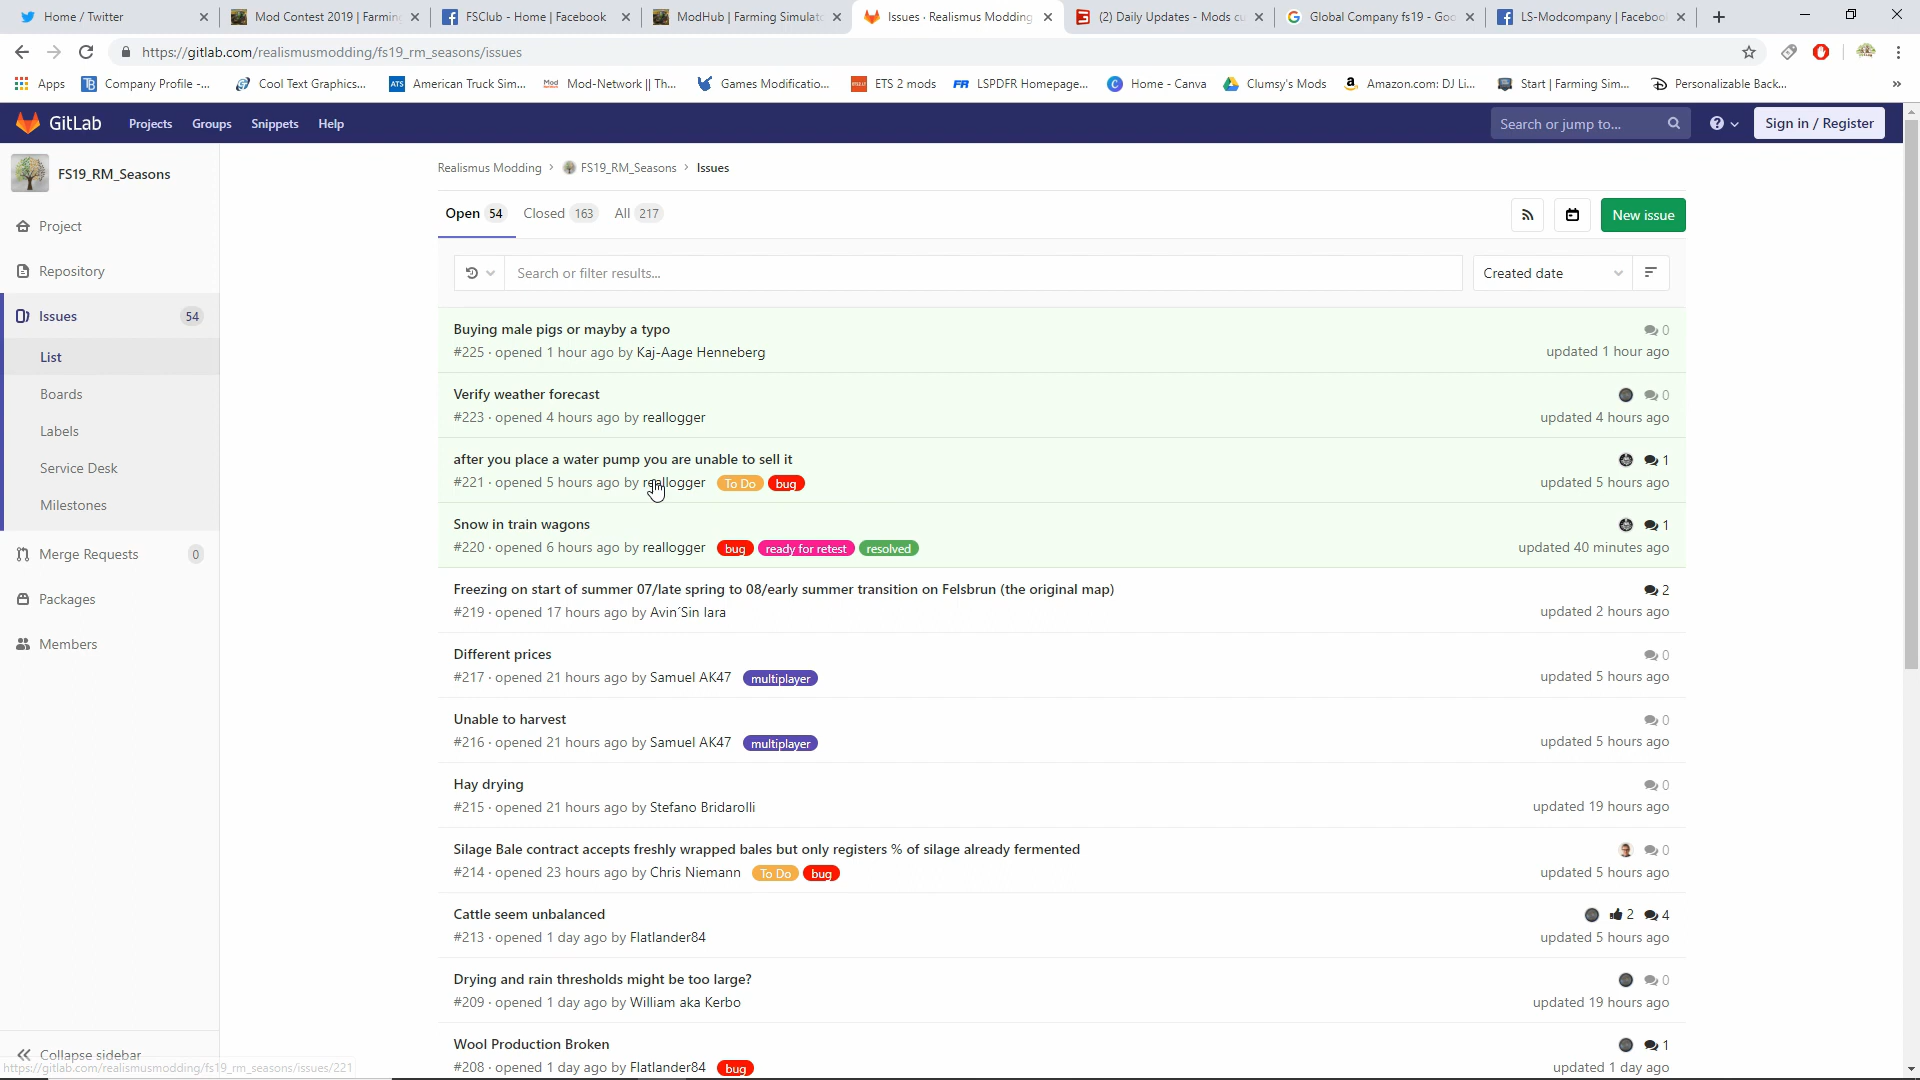 Home / Twitter
Mod Contest 2019 | Farming
FSClub - Home | Facebook
ModHub | Farming Simulato
Issues · Realismus Modding
(2) Daily Updates - Mods cu
Global Company fs19 - Goo
LS-Modcompany | Facebook
https://gitlab.com/realismusmodding/fs19_rm_seasons/issues
Apps
Company Profile -...
Cool Text Graphics...
American Truck Sim...
Mod-Network || Th...
Games Modificatio...
ETS 2 mods
LSPDFR Homepage...
Home - Canva
Clumsy's Mods
Amazon.com: DJ Li...
Start | Farming Sim...
Personalizable Back...
»
GitLab
Projects
Groups
Snippets
Help
Search or jump to...
Sign in / Register
FS19_RM_Seasons
Project
Repository
Issues 54
List
Boards
Labels
Service Desk
Milestones
Merge Requests 0
Packages
Members
Collapse sidebar
https://gitlab.com/realismusmodding/fs19_rm_seasons/issues/221
Realismus Modding > FS19_RM_Seasons > Issues
Open 54 Closed 163 All 217
New issue
Search or filter results...
Created date
Buying male pigs or mayby a typo 0
#225 · opened 1 hour ago by Kaj-Aage Henneberg updated 1 hour ago
Verify weather forecast 0
#223 · opened 4 hours ago by reallogger updated 4 hours ago
after you place a water pump you are unable to sell it 1
#221 · opened 5 hours ago by reallogger To Do bug updated 5 hours ago
Snow in train wagons 1
#220 · opened 6 hours ago by reallogger bug ready for retest resolved updated 40 minutes ago
Freezing on start of summer 07/late spring to 08/early summer transition on Felsbrun (the original map) 2
#219 · opened 17 hours ago by Avin´Sin Iara updated 2 hours ago
Different prices 0
#217 · opened 21 hours ago by Samuel AK47 multiplayer updated 5 hours ago
Unable to harvest 0
#216 · opened 21 hours ago by Samuel AK47 multiplayer updated 5 hours ago
Hay drying 0
#215 · opened 21 hours ago by Stefano Bridarolli updated 19 hours ago
Silage Bale contract accepts freshly wrapped bales but only registers % of silage already fermented 0
#214 · opened 23 hours ago by Chris Niemann To Do bug updated 5 hours ago
Cattle seem unbalanced 2 4
#213 · opened 1 day ago by Flatlander84 updated 5 hours ago
Drying and rain thresholds might be too large? 0
#209 · opened 1 day ago by William aka Kerbo updated 19 hours ago
Wool Production Broken 1
#208 · opened 1 day ago by Flatlander84 bug updated 1 day ago